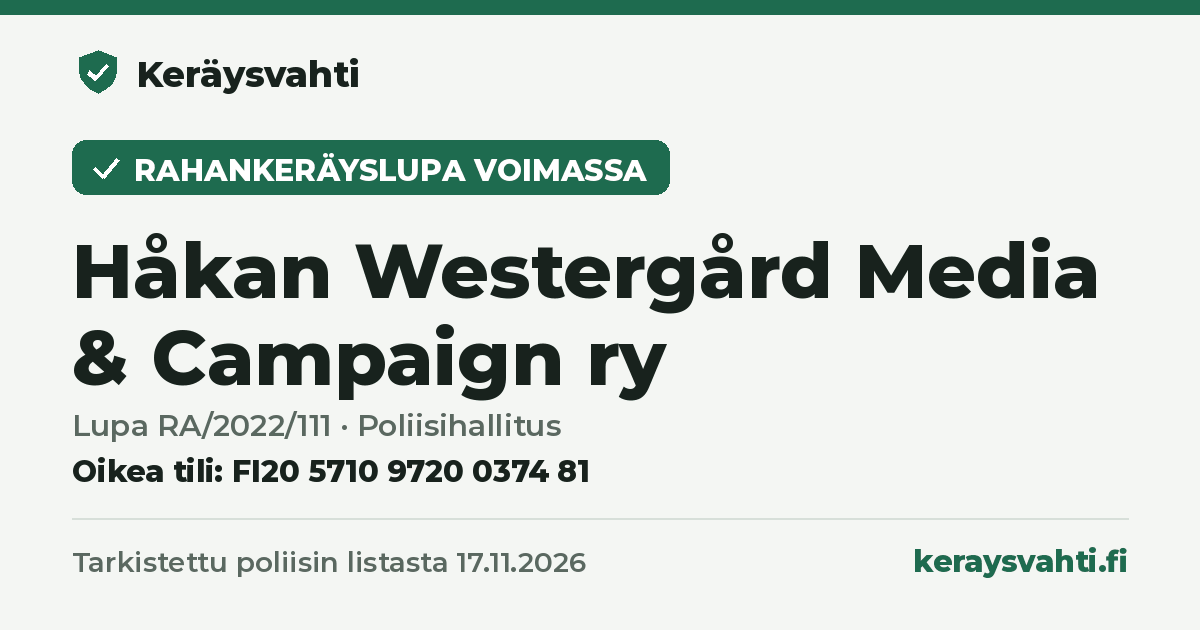 Keräysvahti
RAHANKERÄYSLUPA VOIMASSA
Håkan Westergård Media
& Campaign ry
Lupa RA/2022/111 · Poliisihallitus
Oikea tili: FI20 5710 9720 0374 81
Tarkistettu poliisin listasta 17.11.2026
keraysvahti.fi